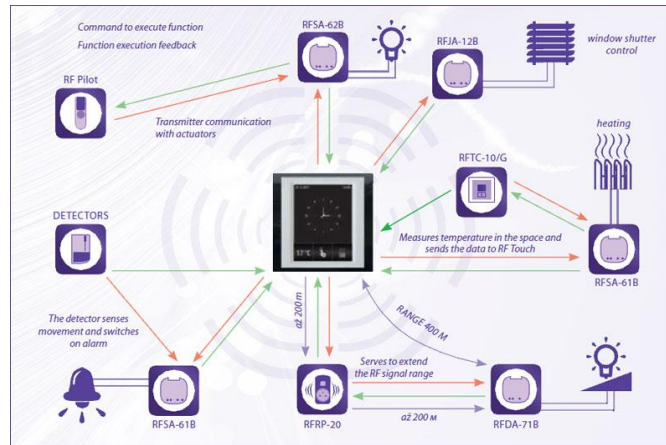 Command to execute function
Function execution feedback
RFSA-62B
RFJA-12B
window shutter
control
RF Pilot
Transmitter communication
with actuators
heating
RFTC-10/G
DETECTORS
Measures temperature in the space and
sends the data to RF Touch
RFSA-61B
17°C
The detector senses
movement and switches
on alarm
až 200 m
RANGE 400 M
Serves to extend
the RF signal range
až 200 м
RFSA-61B
RFRP-20
RFDA-71B